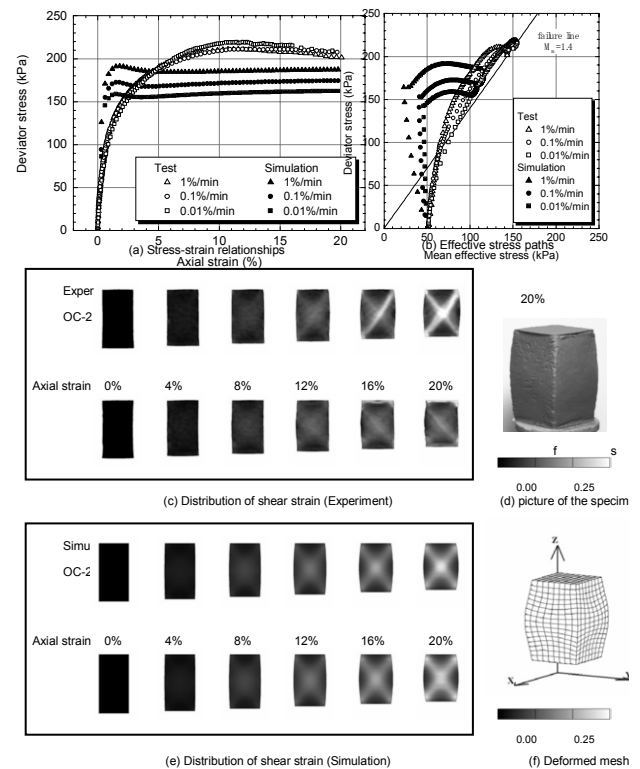 250
200
150
100
50
0
Deviator stress (kPa)
Test
1%/min
0.1%/min
0.01%/min
Simulation
1%/min
0.1%/min
0.01%/min
0 5 10 15 20
(a) Stress-strain relationships
Axial strain (%)
250
200
150
100
50
0
Deviator stress (kPa)
failure line
Mm=1.4
Test
1%/min
0.1%/min
0.01%/min
Simulation
1%/min
0.1%/min
0.01%/min
0 50 100 150 200 250
(b) Effective stress paths
Mean effective stress (kPa)
Exper
OC-2
Axial strain 0% 4% 8% 12% 16% 20%
(c) Distribution of shear strain (Experiment)
20%
f s
0.00 0.25
(d) picture of the specim
Simu
OC-2
Axial strain 0% 4% 8% 12% 16% 20%
(e) Distribution of shear strain (Simulation)
z
x y
0.00 0.25
(f) Deformed mesh